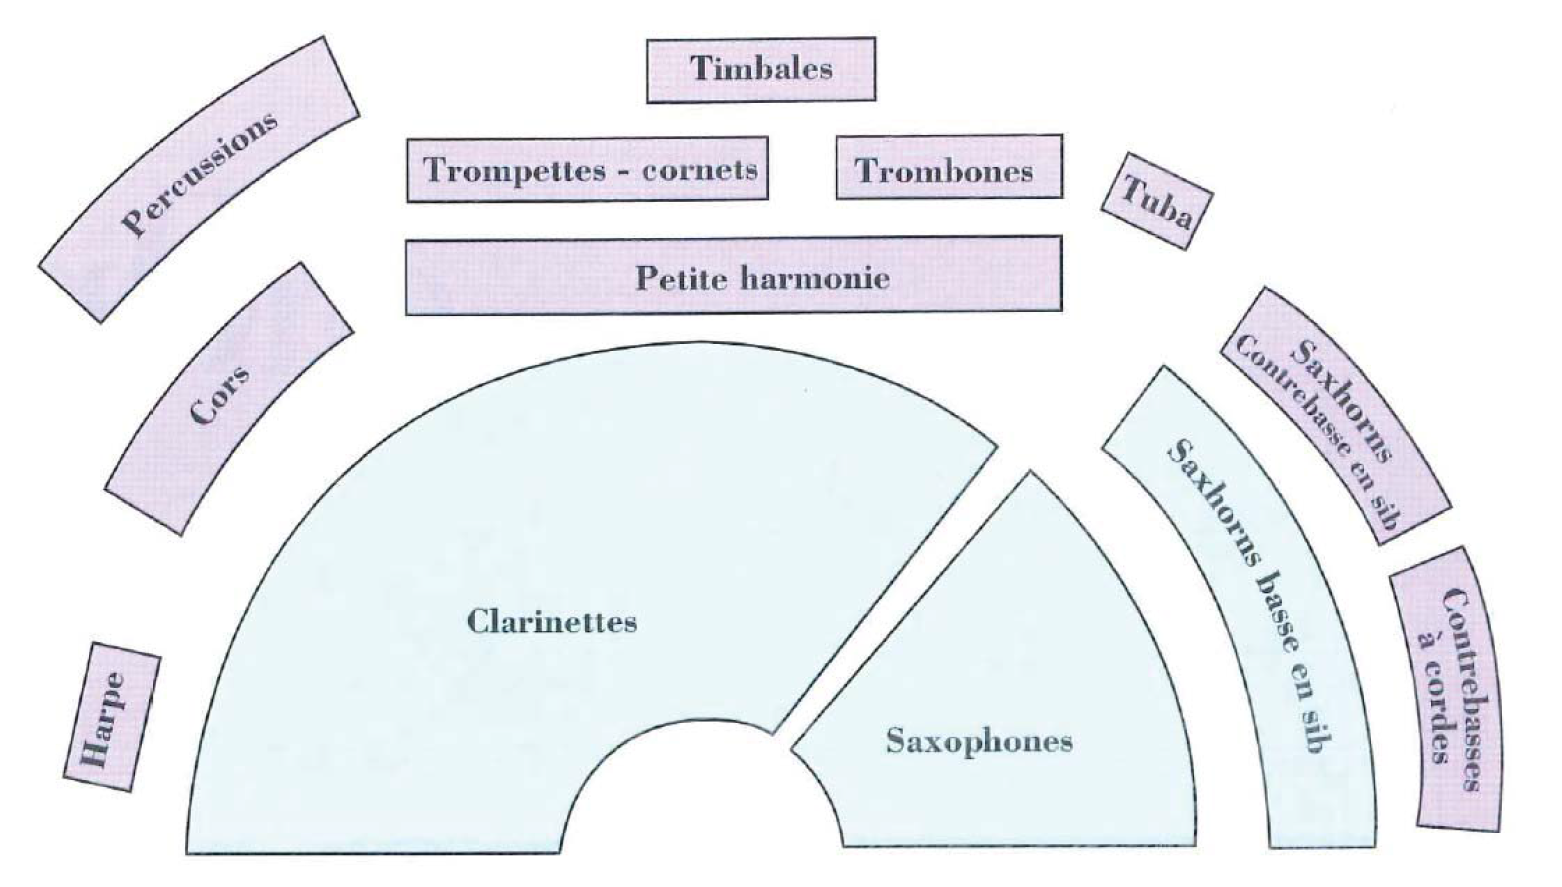 Timbales
Percussions
Trompettes - cornets
Trombones
Tuba
Petite harmonie
Cors
Saxhorns
Contrebasse en sib
Saxhorns basse en sib
Clarinettes
Saxophones
Harpe
Contrebasses
à cordes